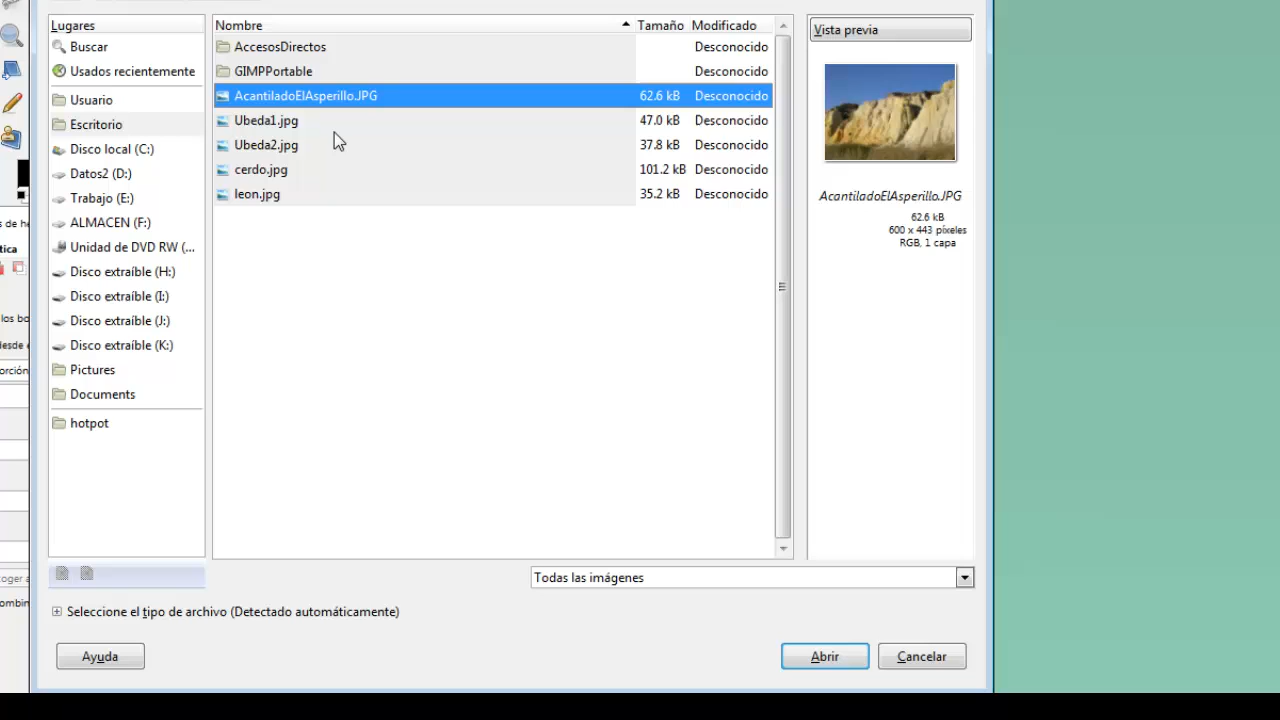 Lugares
Buscar
Usados recientemente
Usuario
Escritorio
Disco local (C:)
Datos2 (D:)
Trabajo (E:)
ALMACEN (F:)
Unidad de DVD RW (...
Disco extraíble (H:)
Disco extraíble (I:)
Disco extraíble (J:)
Disco extraíble (K:)
Pictures
Documents
hotpot
Nombre Tamaño Modificado
AccesosDirectos Desconocido
GIMPPortable Desconocido
AcantiladoElAsperillo.JPG 62.6 kB Desconocido
Ubeda1.jpg 47.0 kB Desconocido
Ubeda2.jpg 37.8 kB Desconocido
cerdo.jpg 101.2 kB Desconocido
leon.jpg 35.2 kB Desconocido
Vista previa
AcantiladoElAsperillo.JPG
62.6 kB
600 x 443 píxeles
RGB, 1 capa
Todas las imágenes
Seleccione el tipo de archivo (Detectado automáticamente)
Ayuda Abrir Cancelar